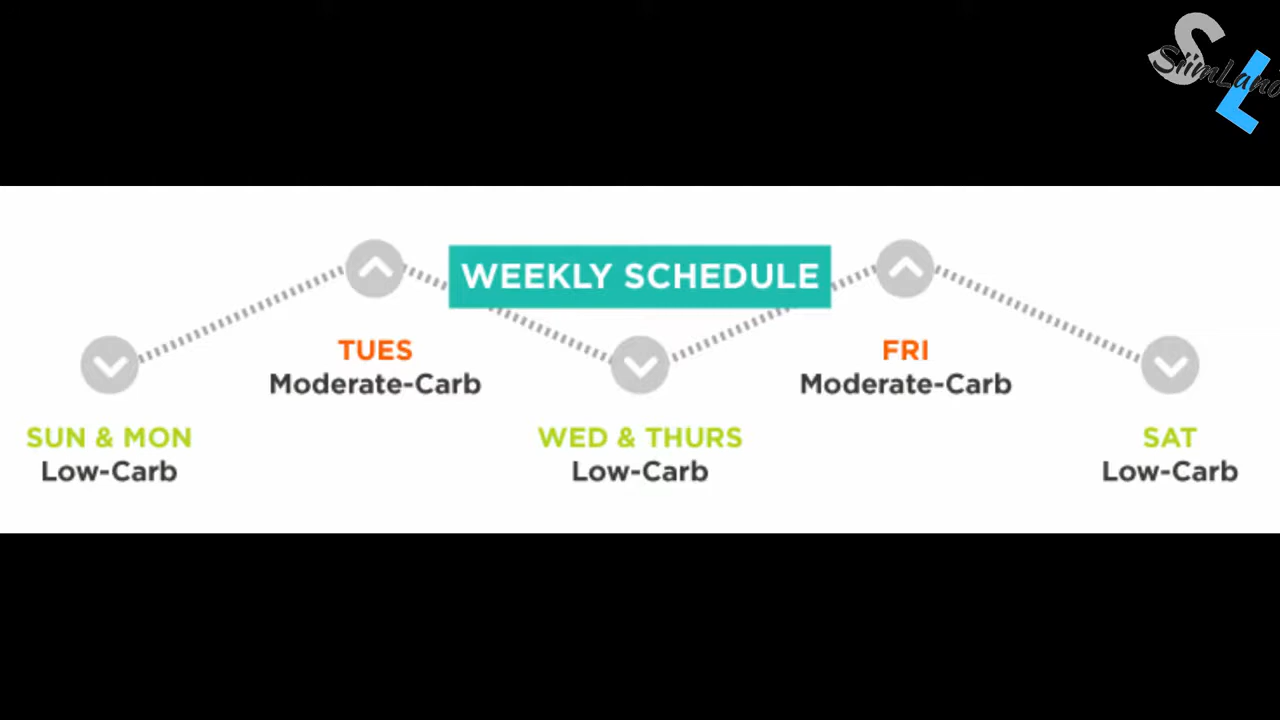 SiimLand
WEEKLY SCHEDULE
TUES
Moderate-Carb
FRI
Moderate-Carb
SUN & MON
Low-Carb
WED & THURS
Low-Carb
SAT
Low-Carb